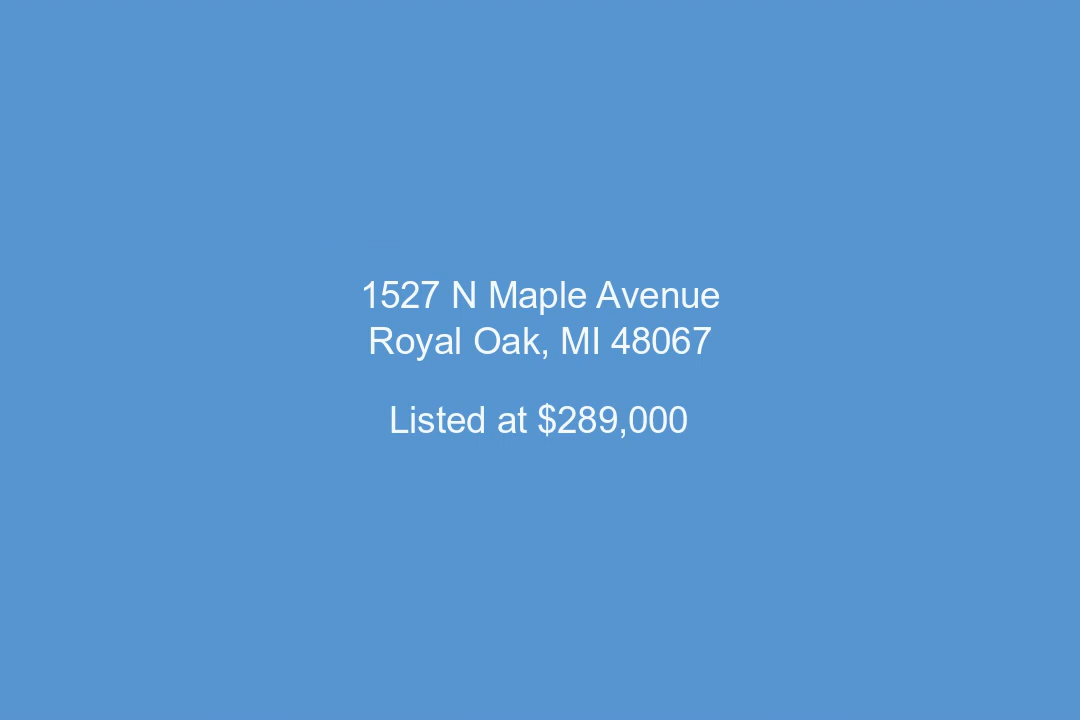 1527 N Maple Avenue
Royal Oak, MI 48067
Listed at $289,000